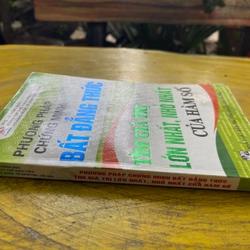 PHƯƠNG PHÁP
CHỨNG MINH
BẤT ĐẲNG THỨC
TÌM GIÁ TRỊ
LỚN NHẤT, NHỎ NHẤT
CỦA HÀM SỐ
PHƯƠNG PHÁP CHỨNG MINH BẤT ĐẲNG THỨC
TÌM GIÁ TRỊ LỚN NHẤT, NHỎ NHẤT CỦA HÀM SỐ